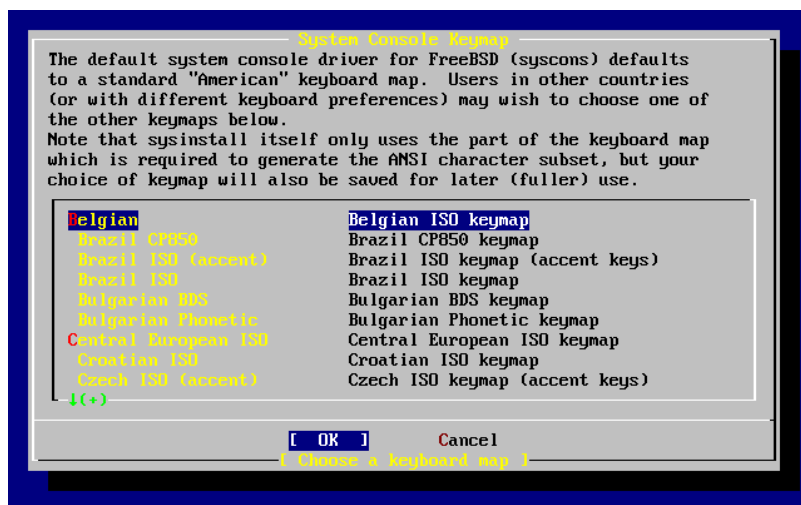 System Console Keymap
The default system console driver for FreeBSD (syscons) defaults
to a standard "American" keyboard map.  Users in other countries
(or with different keyboard preferences) may wish to choose one of
the other keymaps below.
Note that sysinstall itself only uses the part of the keyboard map
which is required to generate the ANSI character subset, but your
choice of keymap will also be saved for later (fuller) use.
Belgian Belgian ISO keymap
Brazil CP850 Brazil CP850 keymap
Brazil ISO (accent) Brazil ISO keymap (accent keys)
Brazil ISO Brazil ISO keymap
Bulgarian BDS Bulgarian BDS keymap
Bulgarian Phonetic Bulgarian Phonetic keymap
Central European ISO Central European ISO keymap
Croatian ISO Croatian ISO keymap
Czech ISO (accent) Czech ISO keymap (accent keys)
↓(+)
[ OK ] Cancel
[ Choose a keyboard map ]